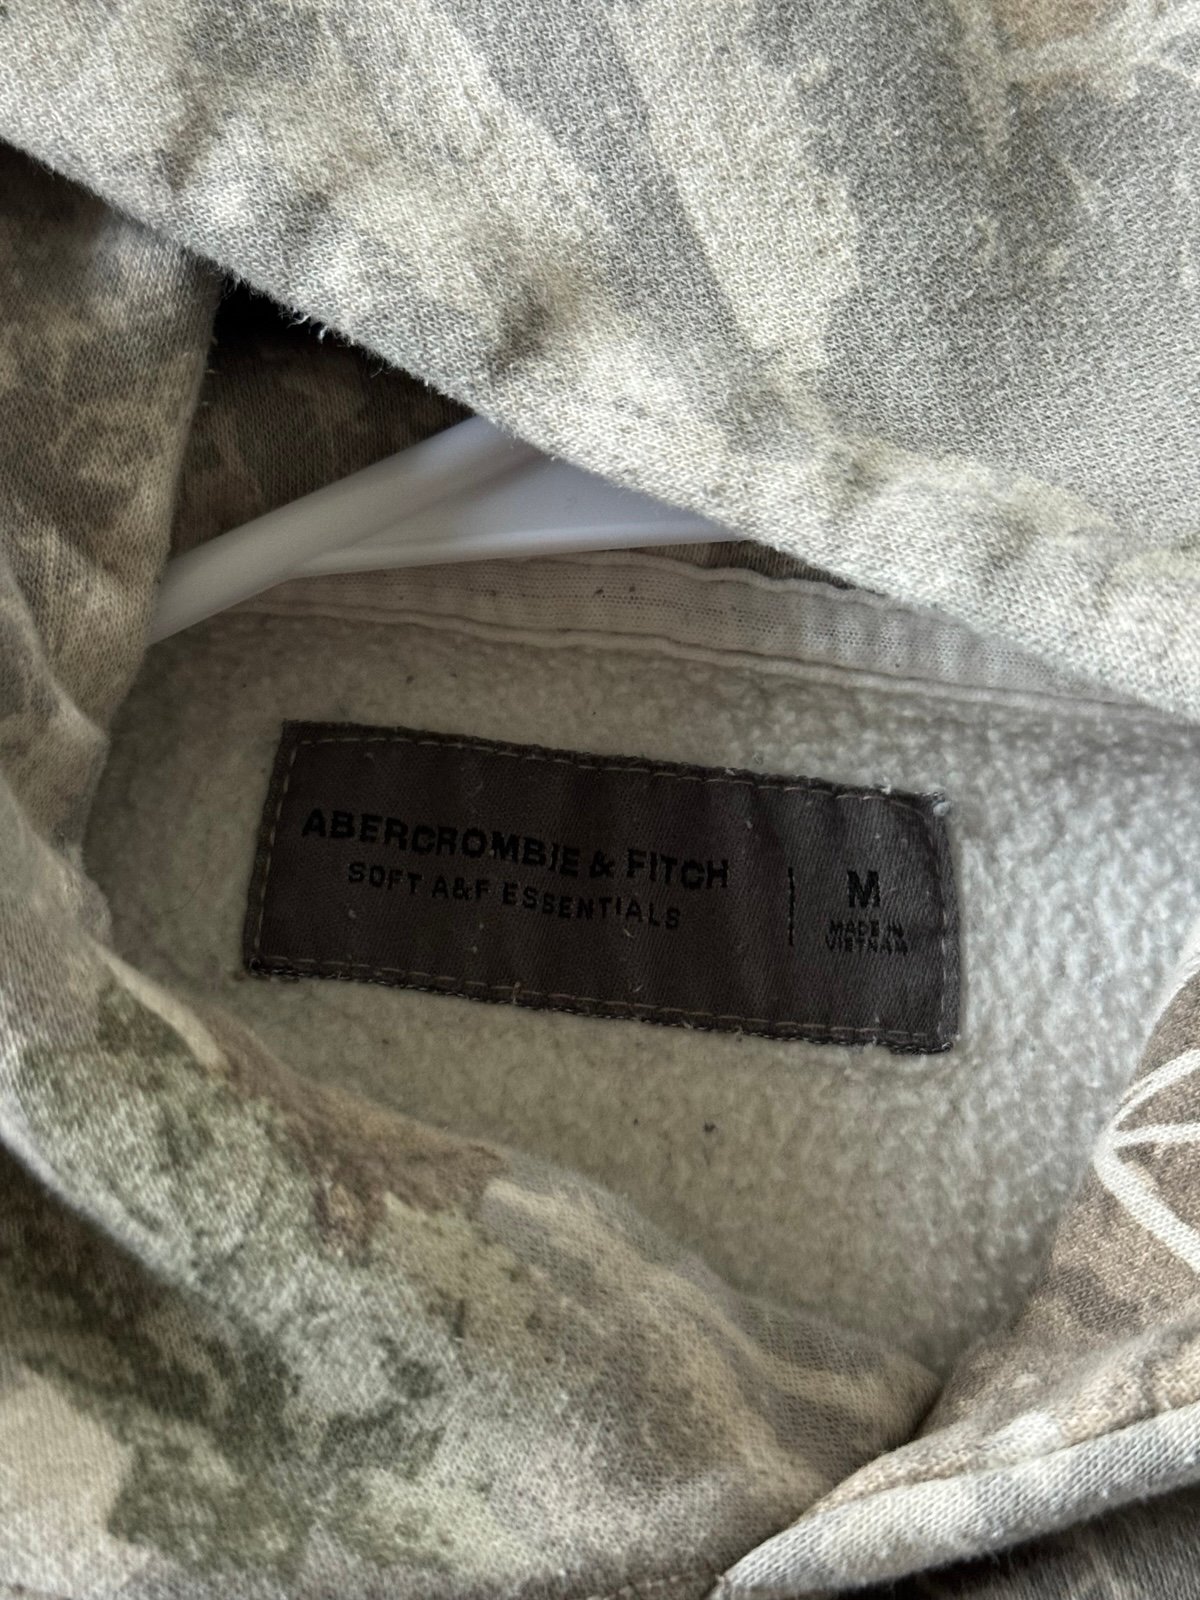 ABERCROMBIE & FITCH
SOFT A&F ESSENTIALS
M
MADE IN
VIETNAM